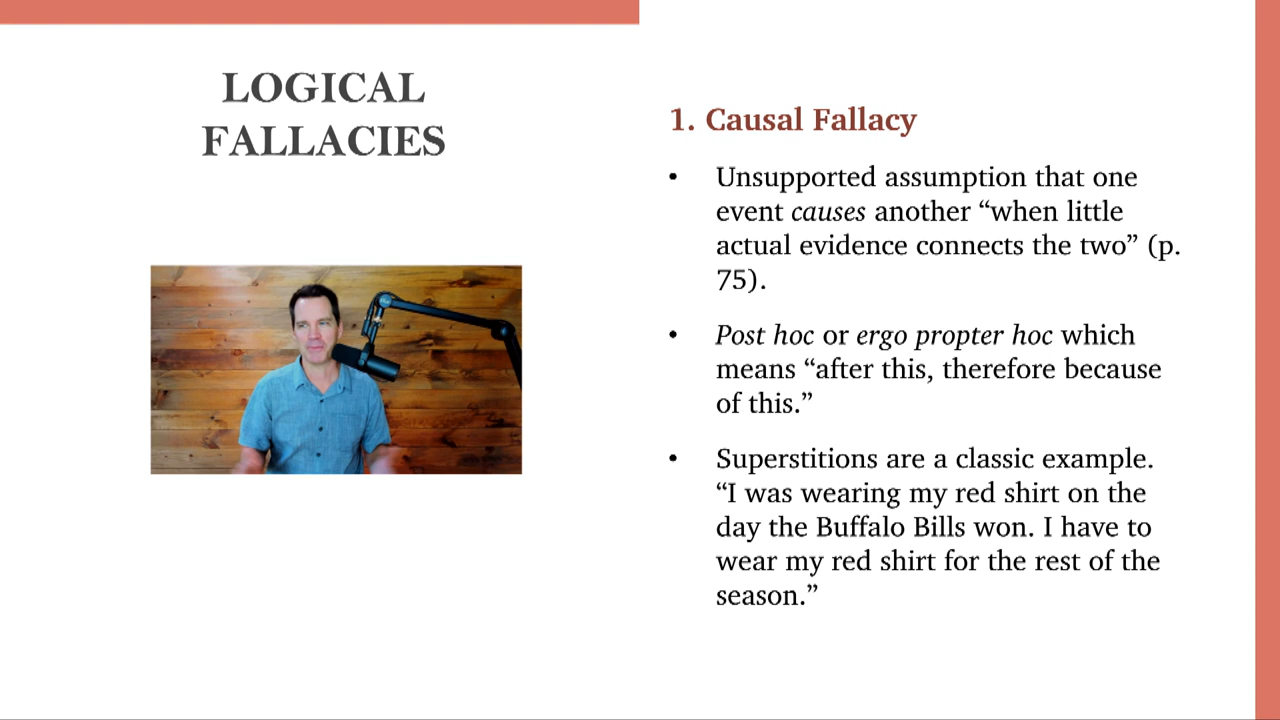 LOGICAL
FALLACIES
1. Causal Fallacy
• Unsupported assumption that one
event causes another “when little
actual evidence connects the two” (p.
75).
• Post hoc or ergo propter hoc which
means “after this, therefore because
of this.”
• Superstitions are a classic example.
“I was wearing my red shirt on the
day the Buffalo Bills won. I have to
wear my red shirt for the rest of the
season.”